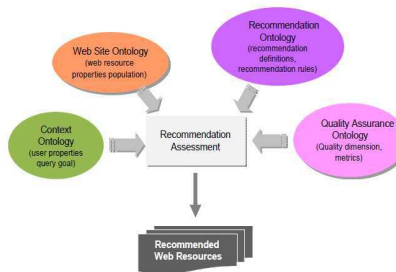 Web Site Ontology
(web resource
properties population)
Recommendation
Ontology
(recommendation
definitions,
recommendation rules)
Context
Ontology
(user properties
query goal)
Recommendation
Assessment
Quality Assurance
Ontology
(Quality dimension,
metrics)
Recommended
Web Resources